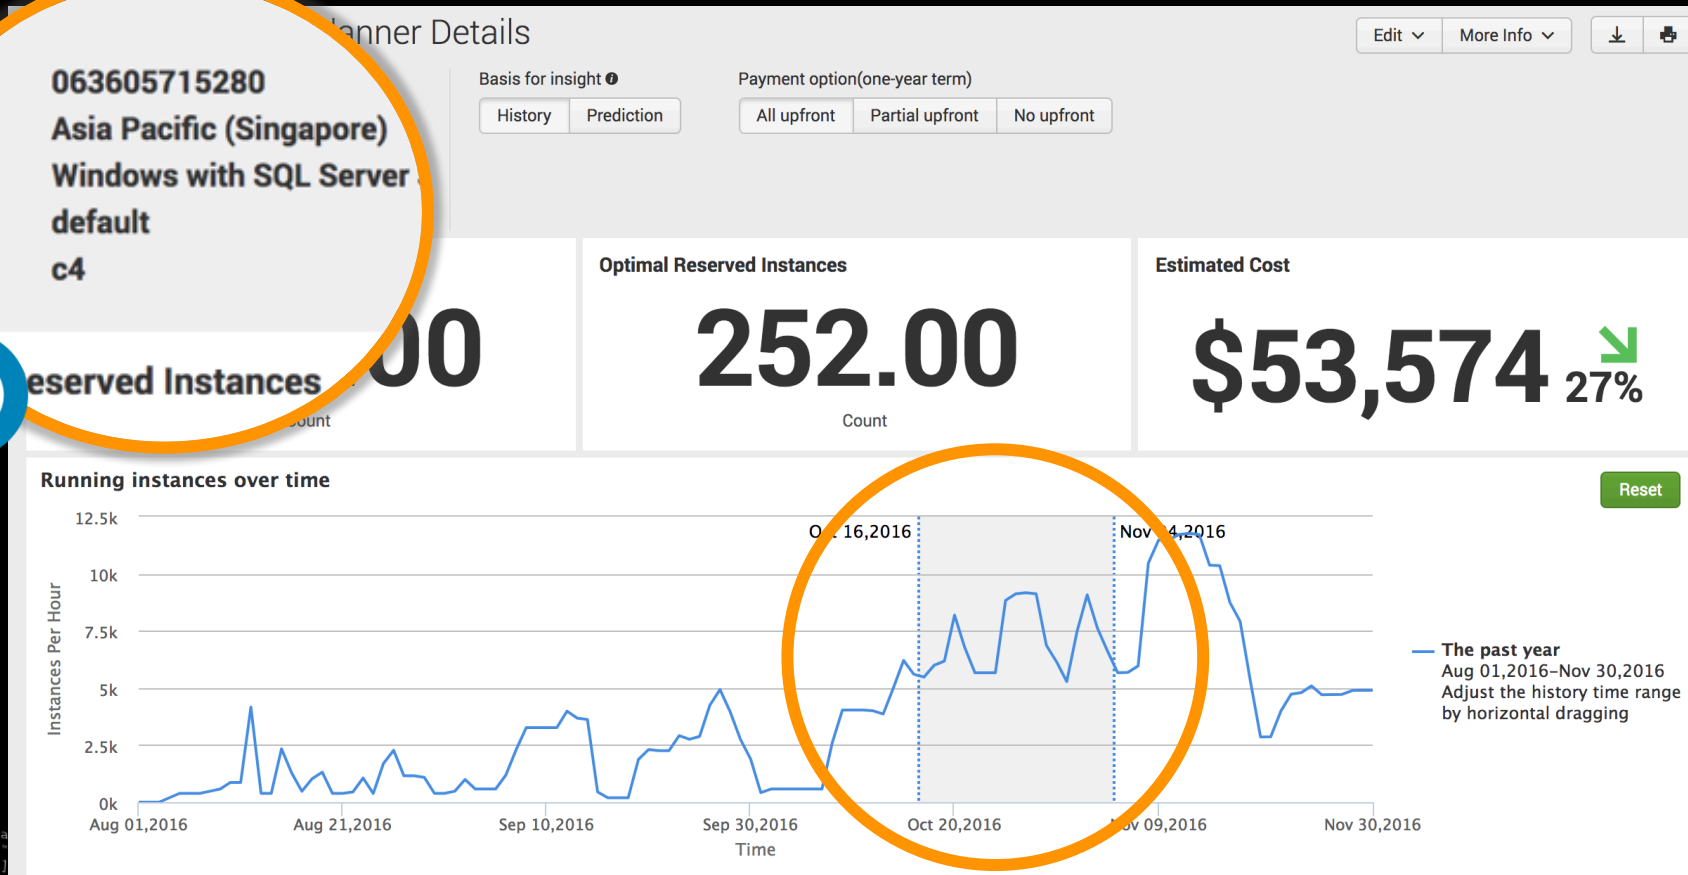 anner Details
Edit
More Info
063605715280
Asia Pacific (Singapore)
Windows with SQL Server
default
c4
Basis for insight
History
Prediction
Payment option(one-year term)
All upfront
Partial upfront
No upfront
eserved Instances
00
ount
Optimal Reserved Instances
252.00
Count
Estimated Cost
$53,574
27%
Running instances over time
Reset
12.5k
10k
7.5k
5k
2.5k
0k
Instances Per Hour
Oct 16,2016
Nov 04,2016
Aug 01,2016
Aug 21,2016
Sep 10,2016
Sep 30,2016
Oct 20,2016
Nov 09,2016
Nov 30,2016
Time
The past year
Aug 01,2016-Nov 30,2016
Adjust the history time range
by horizontal dragging